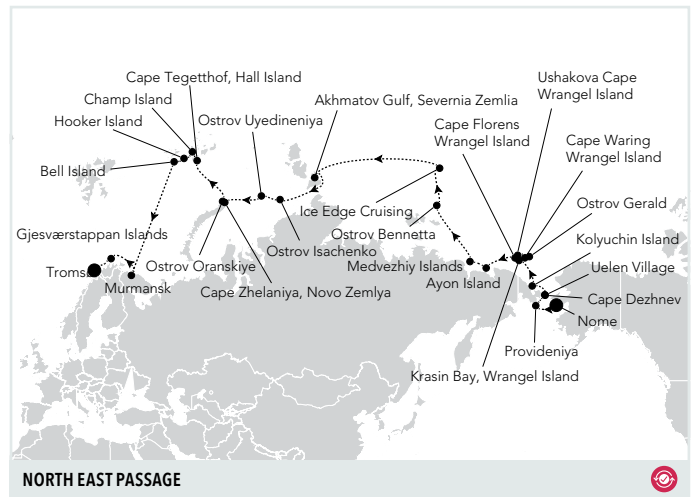 Cape Tegetthof, Hall Island
Champ Island
Hooker Island
Bell Island
Ostrov Uyedineniya
Akhmatov Gulf, Severnia Zemlia
Ushakova Cape
Wrangel Island
Cape Florens
Wrangel Island
Cape Waring
Wrangel Island
Ostrov Gerald
Kolyuchin Island
Uelen Village
Cape Dezhnev
Nome
Provideniya
Krasin Bay, Wrangel Island
Ice Edge Cruising
Ostrov Bennetta
Medvezhiy Islands
Ayon Island
Ostrov Isachenko
Cape Zhelaniya, Novo Zemlya
Ostrov Oranskiye
Gjesværstappan Islands
Troms
Murmansk
NORTH EAST PASSAGE